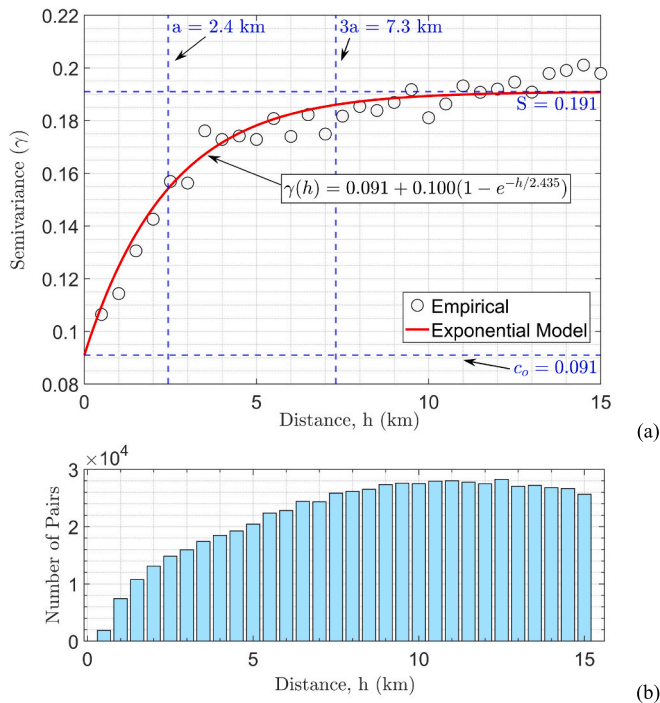 a = 2.4 km
3a = 7.3 km
0.22
0.2
0.18
0.16
0.14
0.12
0.1
0.08
Semivariance (γ)
S = 0.191
γ(h) = 0.091 + 0.100(1 − e^{−h/2.435})
Empirical
Exponential Model
c_o = 0.091
0 5 10 15
Distance, h (km)
(a)
×10^4
3
2
1
0
Number of Pairs
0 5 10 15
Distance, h (km)
(b)